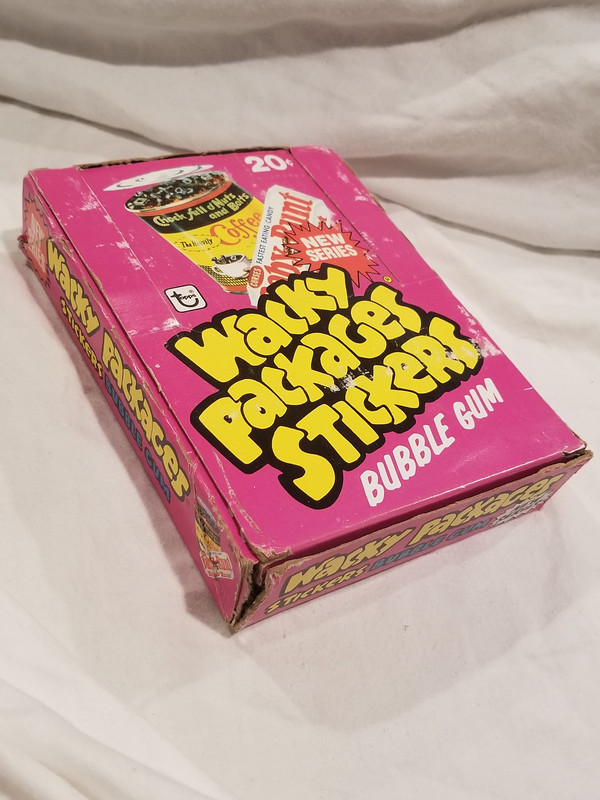 20¢
Chock full o'Nuts
and Bolts
The Heavenly
Coffee
FASTEST EATING CANDY
NEW
SERIES
topps
Wacky
PACKAGES
STICKERS
BUBBLE GUM
WACKY PACKAGES
STICKERS BUBBLE GUM
WACKY PACKAGES
STICKERS BUBBLE GUM